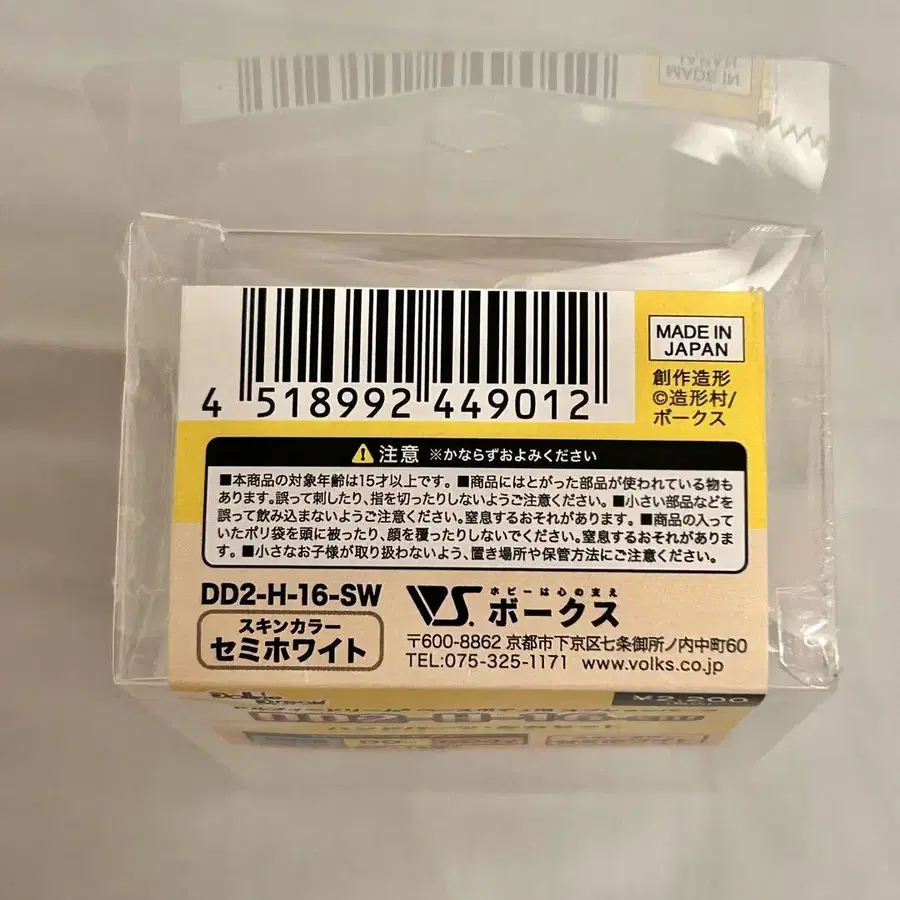 MADE IN
JAPAN
4 518992 449012
MADE IN
JAPAN
創作造形
©造形村/
ボークス
注意 ※かならずおよみください
■本商品の対象年齢は15才以上です。■商品にはとがった部品が使われている物も
あります。誤って刺したり、指を切ったりしないようご注意ください。■小さい部品などを
誤って飲み込まないようご注意ください。窒息するおそれがあります。■商品の入って
いたポリ袋を頭に被ったり、顔を覆ったりしないでください。窒息するおそれがありま
す。■小さなお子様が取り扱わないよう、置き場所や保管方法にご注意ください。
DD2-H-16-SW
スキンカラー
セミホワイト
VS.
ホビーは心の支え
ボークス
〒600-8862 京都市下京区七条御所ノ内中町60
TEL:075-325-1171 www.volks.co.jp
¥2,200